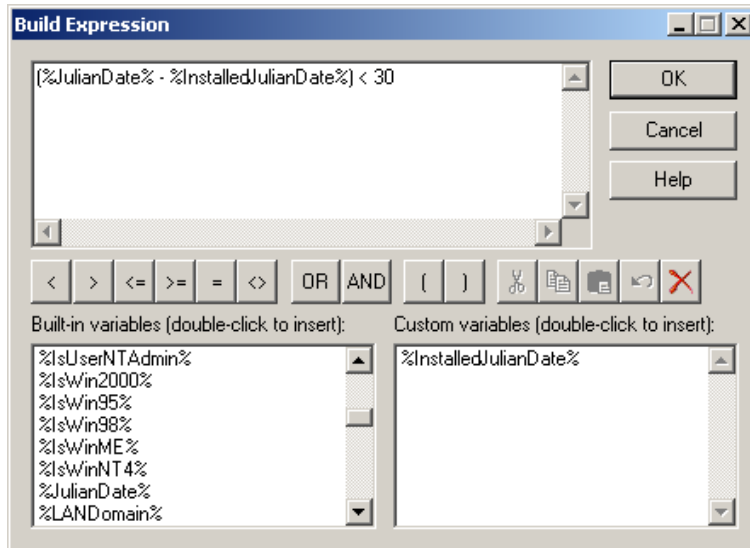 Build Expression
(%JulianDate% - %InstalledJulianDate%) < 30
OK
Cancel
Help
< > <= >= = <> OR AND ( )
Built-in variables (double-click to insert): Custom variables (double-click to insert):
%IsUserNTAdmin% %InstalledJulianDate%
%IsWin2000%
%IsWin95%
%IsWin98%
%IsWinME%
%IsWinNT4%
%JulianDate%
%LANDomain%